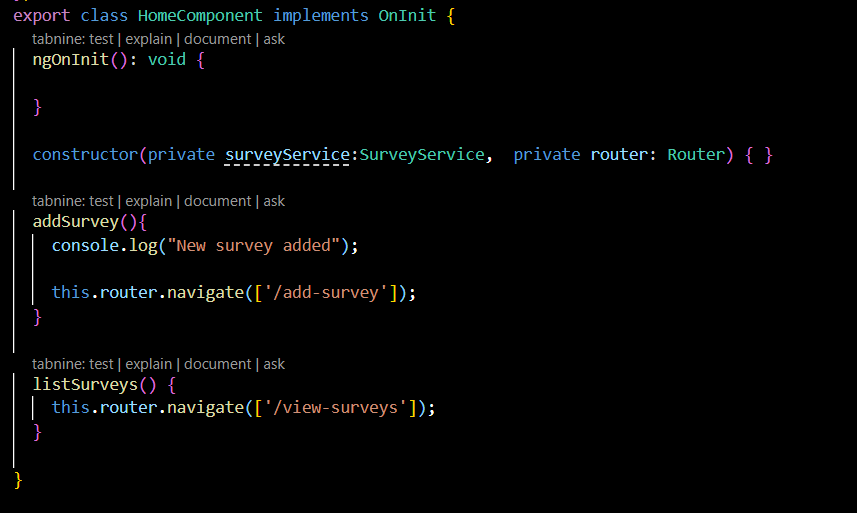 export class HomeComponent implements OnInit {
tabnine: test | explain | document | ask
ngOnInit(): void {
}
constructor(private surveyService:SurveyService,  private router: Router) { }
tabnine: test | explain | document | ask
addSurvey(){
console.log("New survey added");
this.router.navigate(['/add-survey']);
}
tabnine: test | explain | document | ask
listSurveys() {
this.router.navigate(['/view-surveys']);
}
}